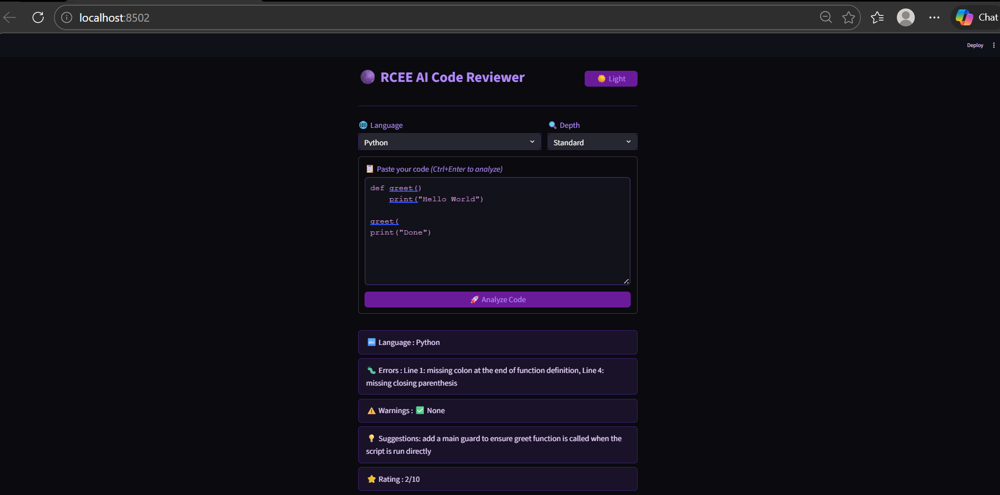 localhost:8502
Chat
Deploy
RCEE AI Code Reviewer
Light
Language
Depth
Python
Standard
Paste your code (Ctrl+Enter to analyze)
def greet()
    print("Hello World")
greet(
print("Done")
Analyze Code
abc Language : Python
Errors : Line 1: missing colon at the end of function definition, Line 4:
missing closing parenthesis
Warnings : None
Suggestions: add a main guard to ensure greet function is called when the
script is run directly
Rating : 2/10